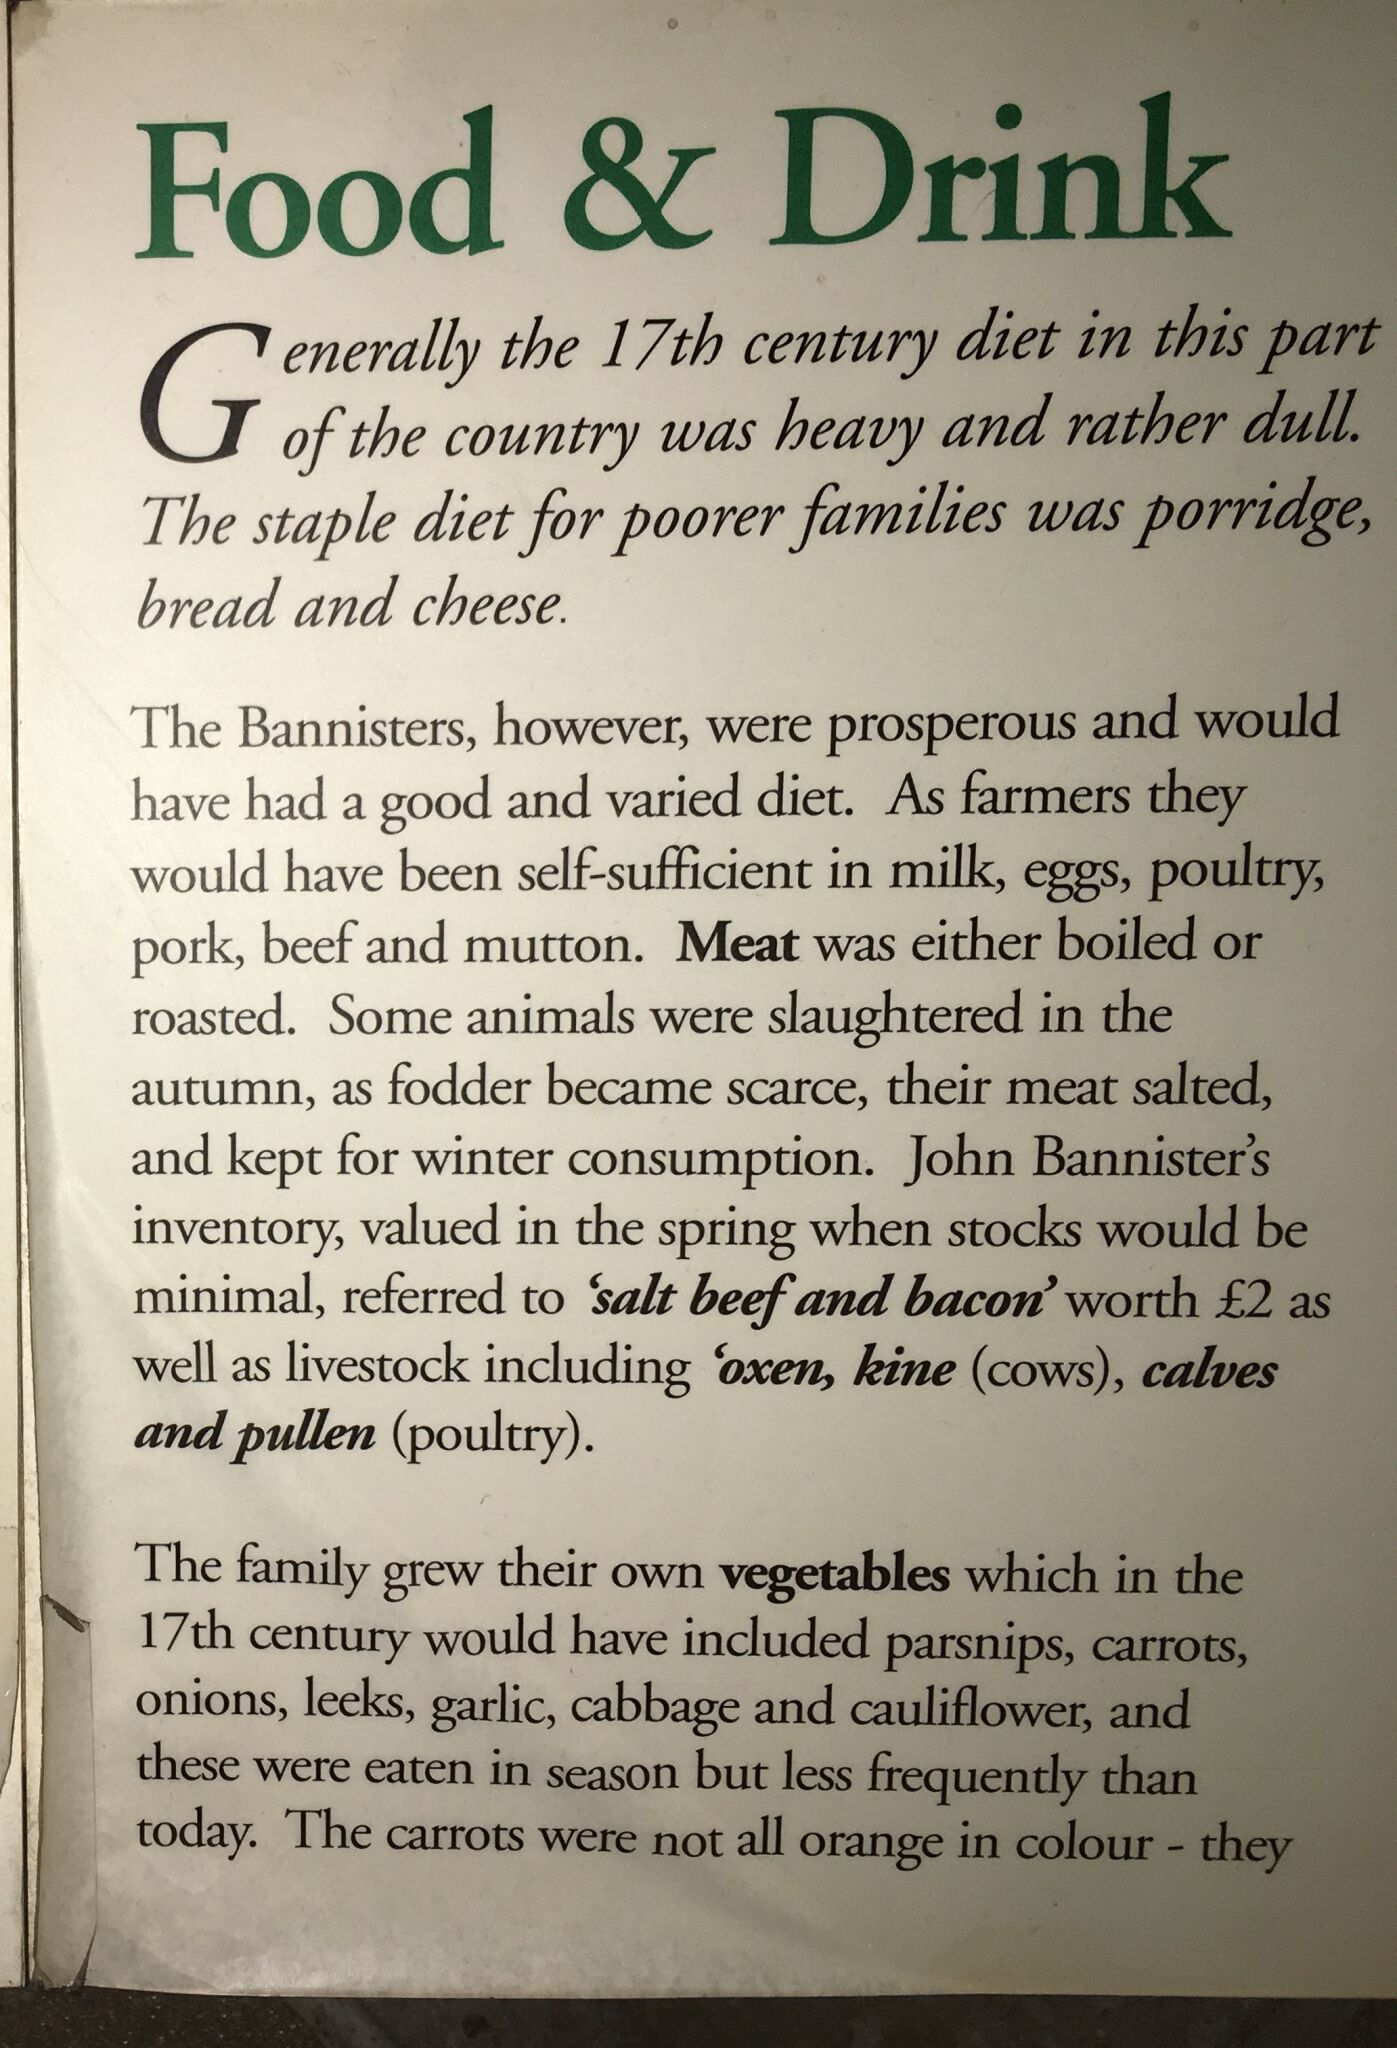 Food & Drink
Generally the 17th century diet in this part
of the country was heavy and rather dull.
The staple diet for poorer families was porridge,
bread and cheese.
The Bannisters, however, were prosperous and would
have had a good and varied diet.  As farmers they
would have been self-sufficient in milk, eggs, poultry,
pork, beef and mutton.  Meat was either boiled or
roasted.  Some animals were slaughtered in the
autumn, as fodder became scarce, their meat salted,
and kept for winter consumption.  John Bannister’s
inventory, valued in the spring when stocks would be
minimal, referred to ‘salt beef and bacon’ worth £2 as
well as livestock including ‘oxen, kine (cows), calves
and pullen (poultry).
The family grew their own vegetables which in the
17th century would have included parsnips, carrots,
onions, leeks, garlic, cabbage and cauliflower, and
these were eaten in season but less frequently than
today.  The carrots were not all orange in colour - they